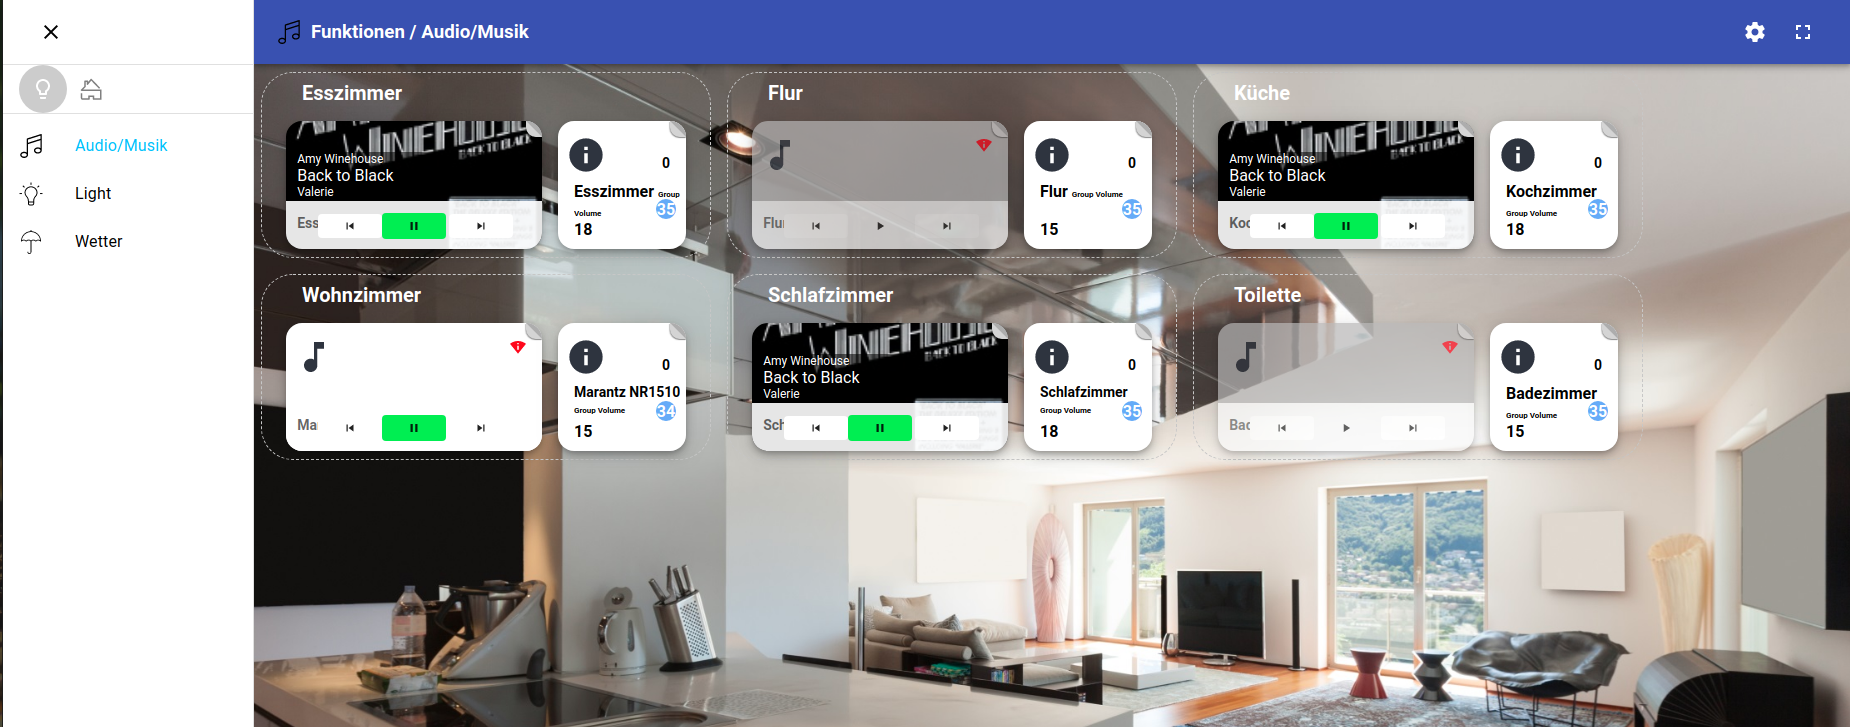 Funktionen / Audio/Musik
Audio/Musik
Light
Wetter
Esszimmer
Amy Winehouse
Back to Black
Valerie
Ess
0
Esszimmer Group
Volume
35
18
Flur
Flur
0
Flur Group Volume
35
15
Küche
Amy Winehouse
Back to Black
Valerie
Koc
0
Kochzimmer
Group Volume
35
18
Wohnzimmer
Ma
0
Marantz NR1510
Group Volume
34
15
Schlafzimmer
Amy Winehouse
Back to Black
Valerie
Sch
0
Schlafzimmer
Group Volume
35
18
Toilette
Bad
0
Badezimmer
Group Volume
35
15